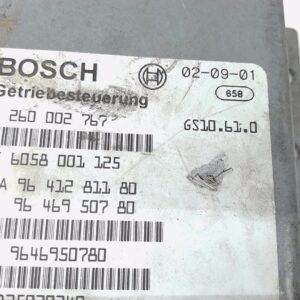 BOSCH 02-09-01
Getriebesteuerung 658
260 002 767 GS10.61.0
6058 001 125
A 96 412 811 80
96 469 507 80
9646950780